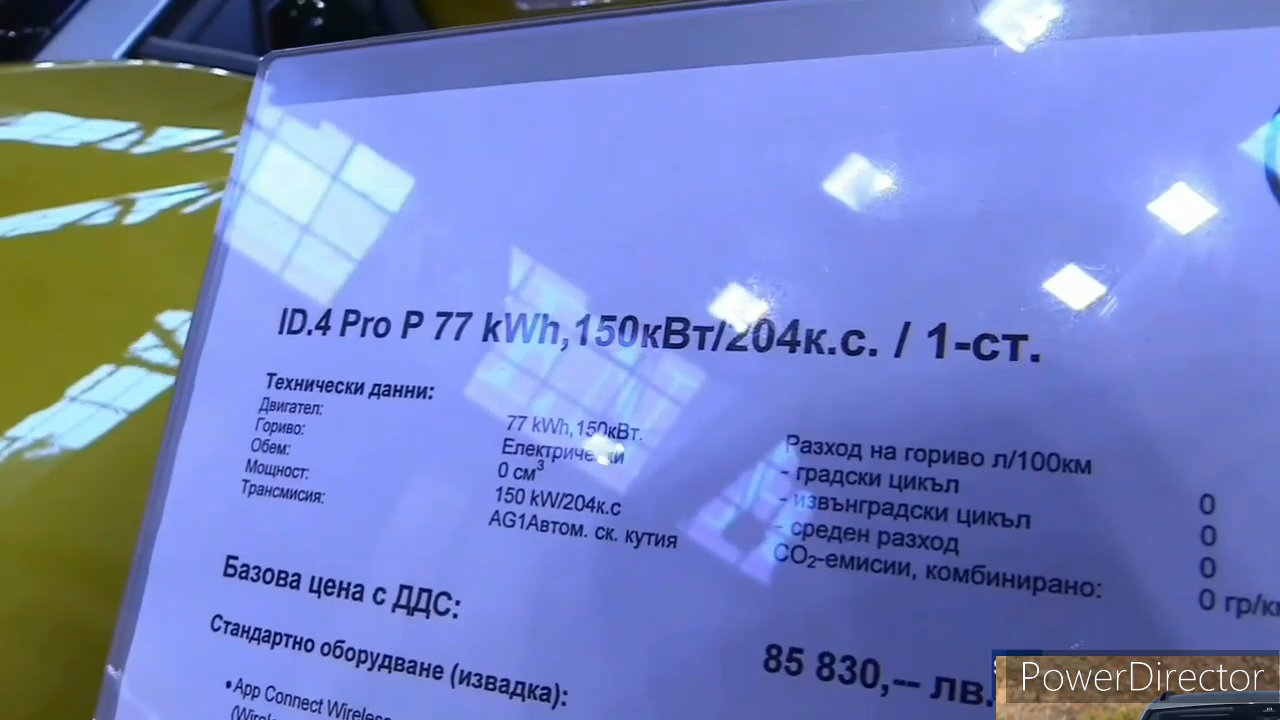 ID.4 Pro P 77 kWh,150кВт/204к.с. / 1-ст.
Технически данни:
Двигател: 77 kWh,150кВт.
Гориво: Електрически
Обем: 0 см³
Мощност: 150 kW/204к.с
Трансмисия: AG1Автом. ск. кутия
Разход на гориво л/100км
- градски цикъл 0
- извънградски цикъл 0
- среден разход 0
CO₂-емисии, комбинирано: 0 гр/км
Базова цена с ДДС: 85 830,-- лв.
Стандартно оборудване (извадка):
• App Connect Wireless
PowerDirector